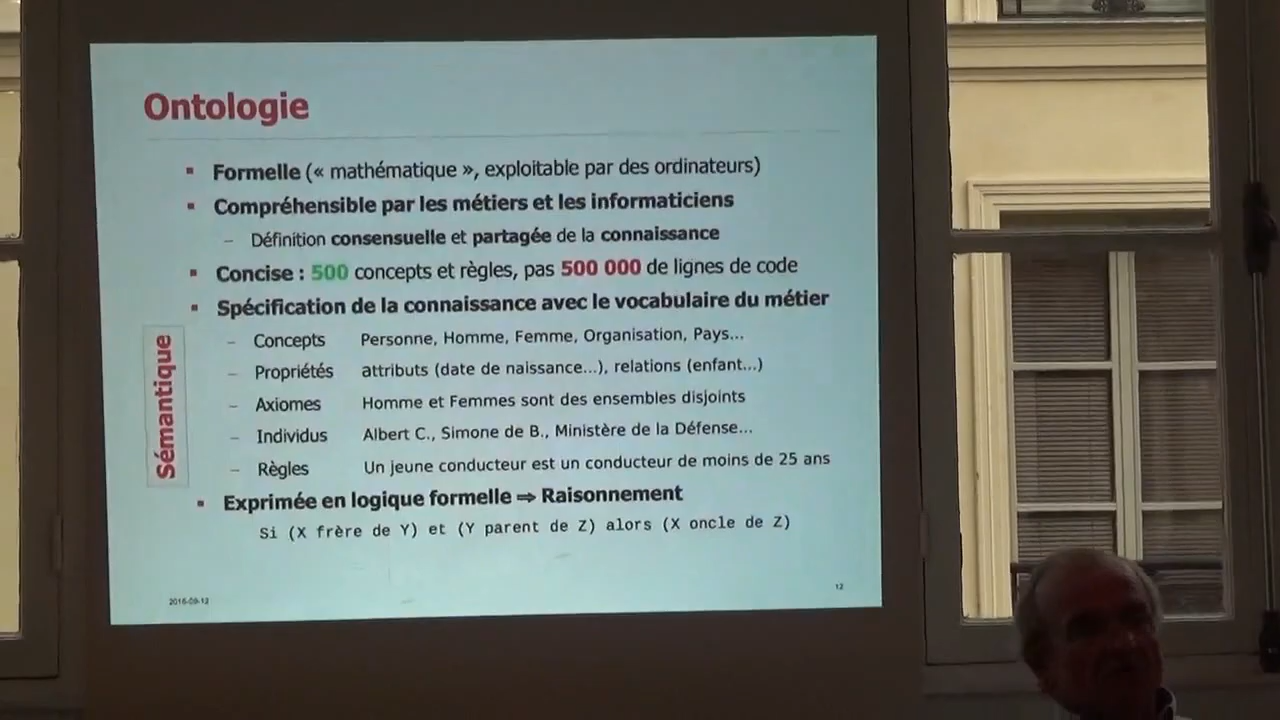 Ontologie
Formelle (« mathématique », exploitable par des ordinateurs)
Compréhensible par les métiers et les informaticiens
– Définition consensuelle et partagée de la connaissance
Concise : 500 concepts et règles, pas 500 000 de lignes de code
Spécification de la connaissance avec le vocabulaire du métier
Sémantique
– Concepts Personne, Homme, Femme, Organisation, Pays...
– Propriétés attributs (date de naissance...), relations (enfant...)
– Axiomes Homme et Femmes sont des ensembles disjoints
– Individus Albert C., Simone de B., Ministère de la Défense...
– Règles Un jeune conducteur est un conducteur de moins de 25 ans
Exprimée en logique formelle ⇒ Raisonnement
Si (X frère de Y) et (Y parent de Z) alors (X oncle de Z)
2016-09-12
12